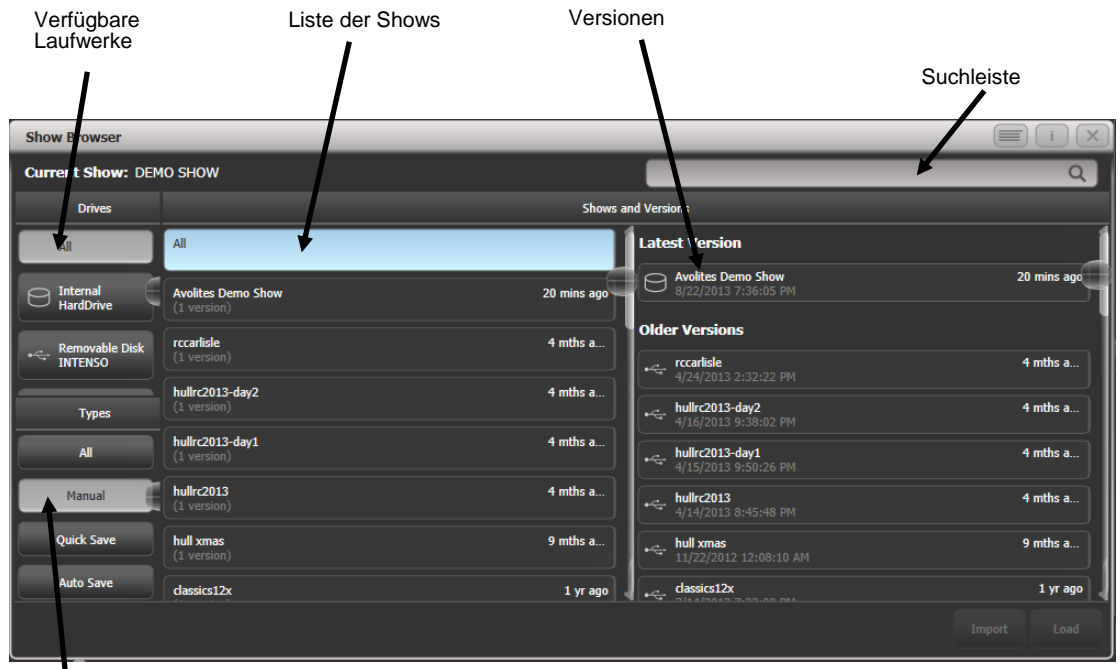 Verfügbare
Laufwerke
Liste der Shows
Versionen
Suchleiste
Show Browser
i
Current Show: DEMO SHOW
Drives
Shows and Versions
All
Internal
HardDrive
Removable Disk
INTENSO
Types
All
Manual
Quick Save
Auto Save
All
Avolites Demo Show
20 mins ago
(1 version)
rccarlisle
4 mths a...
(1 version)
hullrc2013-day2
4 mths a...
(1 version)
hullrc2013-day1
4 mths a...
(1 version)
hullrc2013
4 mths a...
(1 version)
hull xmas
9 mths a...
(1 version)
classics12x
1 yr ago
Latest Version
Avolites Demo Show
20 mins ago
8/22/2013 7:36:05 PM
Older Versions
rccarlisle
4 mths a...
4/24/2013 2:32:22 PM
hullrc2013-day2
4 mths a...
4/16/2013 9:38:02 PM
hullrc2013-day1
4 mths a...
4/15/2013 9:50:26 PM
hullrc2013
4 mths a...
4/14/2013 8:45:48 PM
hull xmas
9 mths a...
11/22/2012 12:08:10 AM
classics12x
1 yr ago
Import
Load